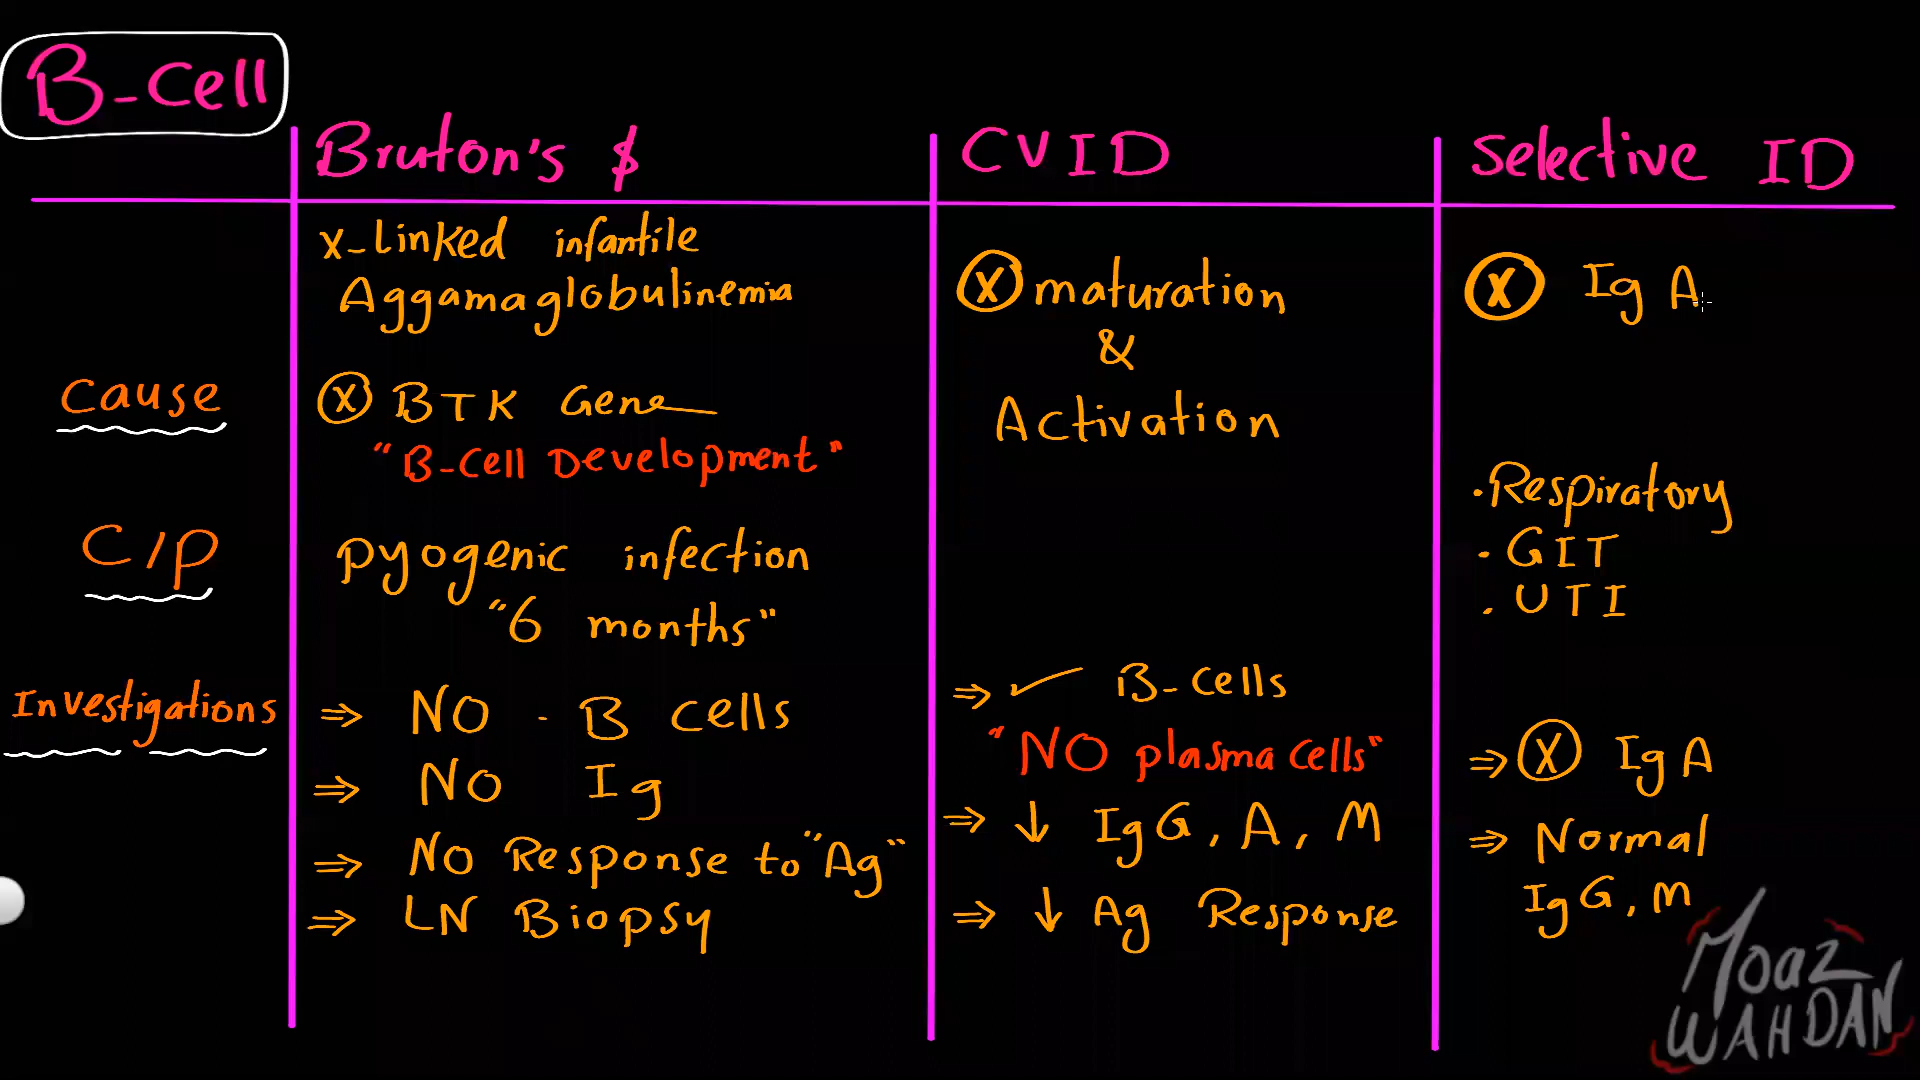 B-Cell
Bruton's $
CVID
Selective ID
X-Linked infantile
Aggamaglobulinemia
X maturation
&
Activation
X Ig A
Cause
X BTK Gene
"B-Cell Development"
C/P
pyogenic infection
"6 months"
.Respiratory
.GIT
.UTI
Investigations
⇒ NO - B cells
⇒ NO Ig
⇒ NO Response to "Ag"
⇒ LN Biopsy
⇒ ✓ B-Cells
"NO plasma cells"
⇒ ↓ IgG, A, M
⇒ ↓ Ag Response
⇒ X IgA
⇒ Normal
IgG, M
Moaz
WAHDAN